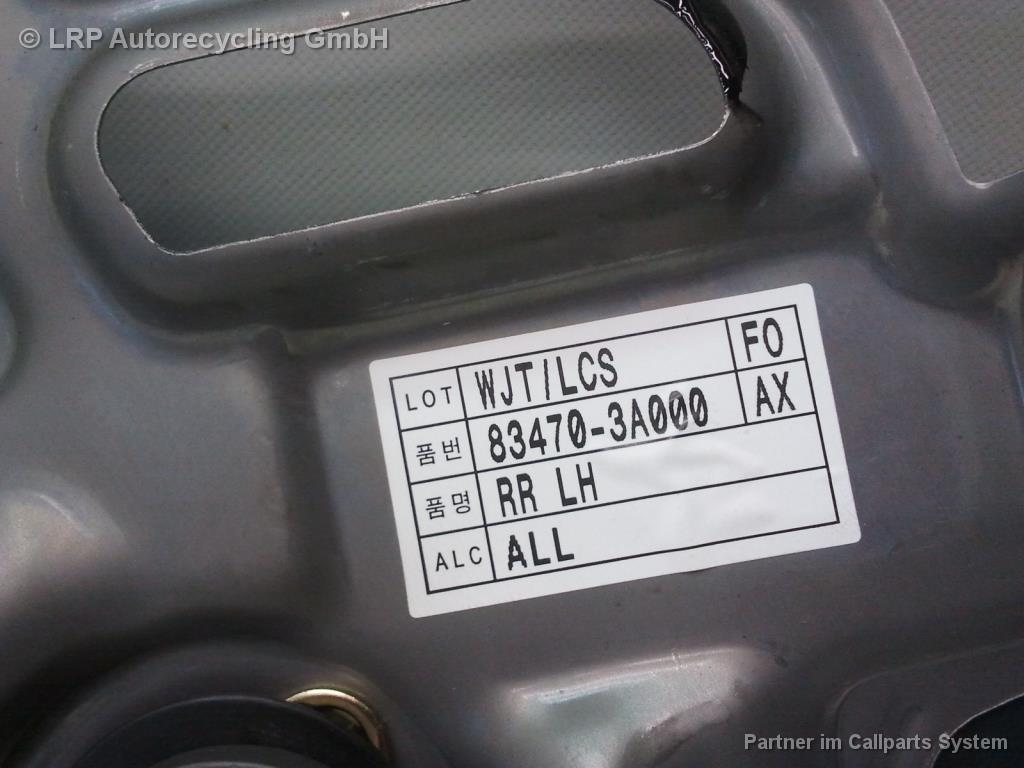 © LRP Autorecycling GmbH
LOT WJT/LCS FO
품번 83470-3A000 AX
품명 RR LH
ALC ALL
Partner im Callparts System